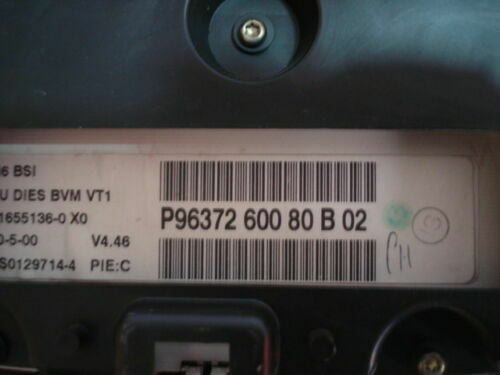 6 BSI
U DIES BVM VT1
1655136-0 X0
P96372 600 80 B 02
0-5-00 V4.46
S0129714-4 PIE:C